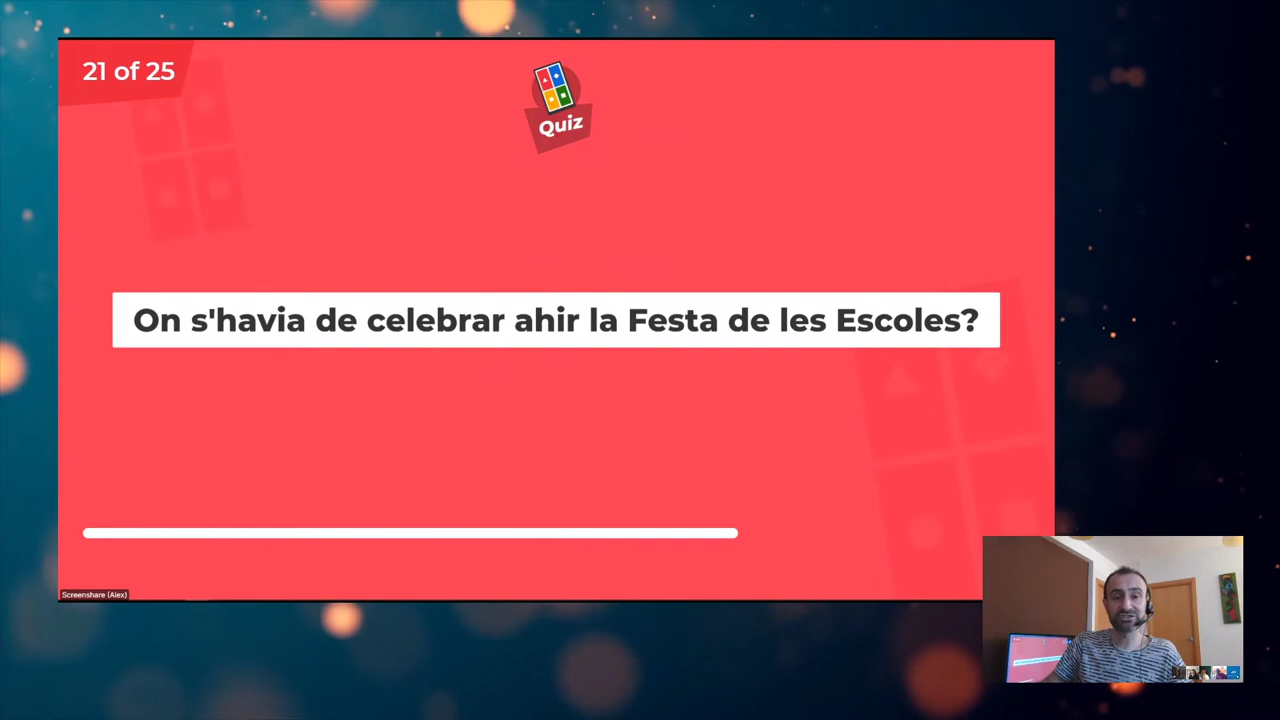 21 of 25
Quiz
On s'havia de celebrar ahir la Festa de les Escoles?
Screenshare (Alex)